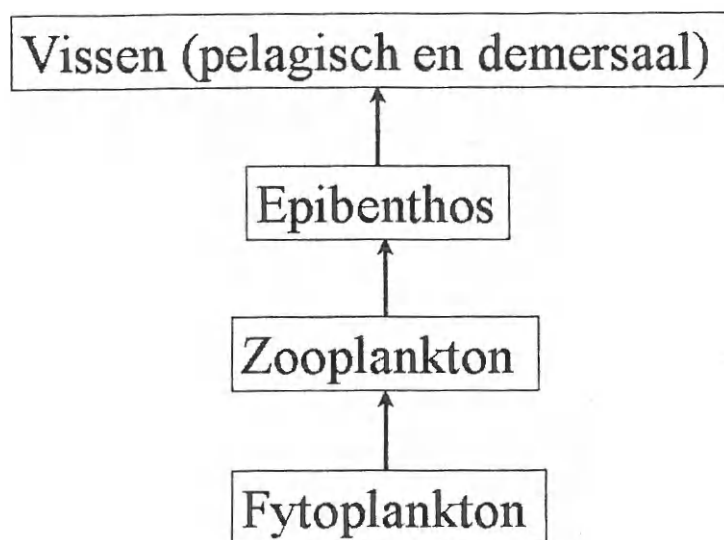 Vissen (pelagisch en demersaal)
Epibenthos
Zooplankton
Fytoplankton